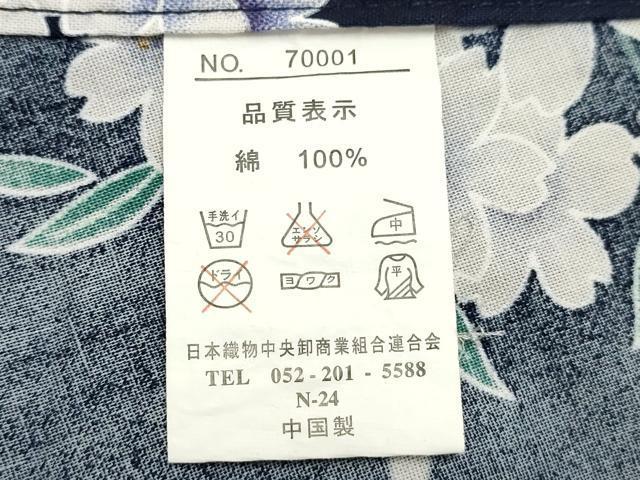 NO. 70001
品質表示
綿 100%
手洗イ
30
エンソ
サラシ
中
ドライ
ヨワク
平
日本織物中央卸商業組合連合会
TEL 052-201-5588
N-24
中国製